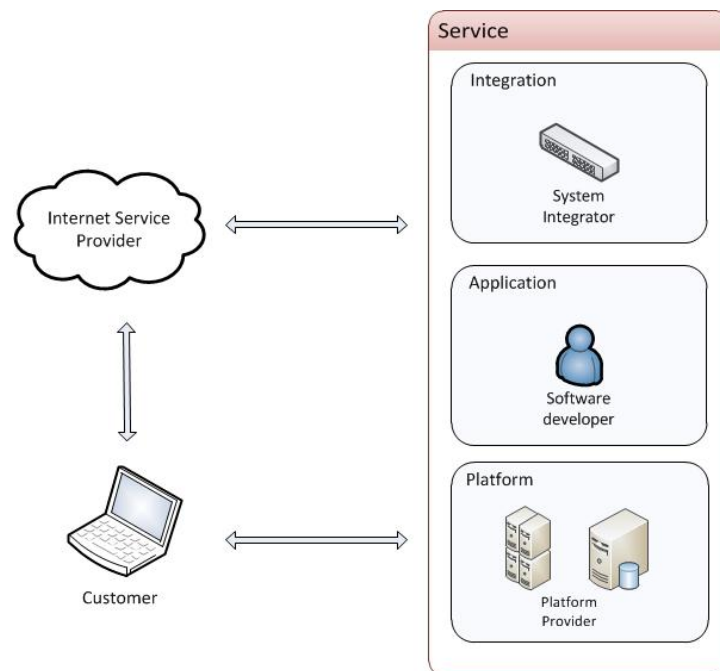 Service
Integration
System
Integrator
Internet Service
Provider
Application
Software
developer
Platform
Platform
Provider
Customer